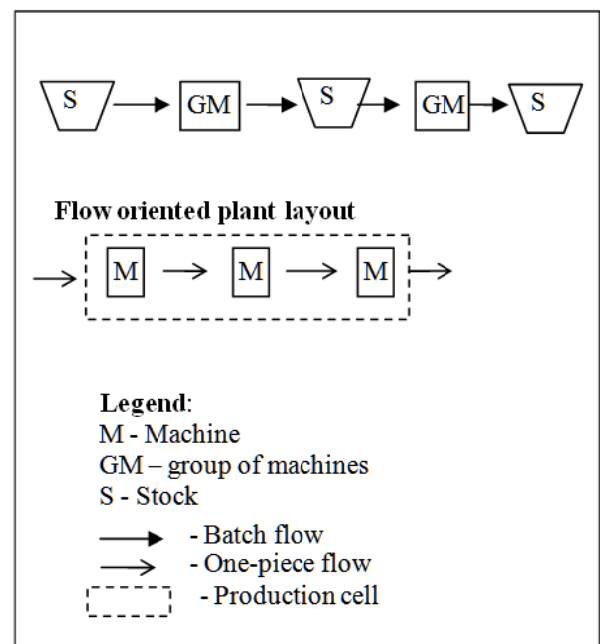 S GM S GM S
Flow oriented plant layout
M M M
Legend:
M - Machine
GM – group of machines
S - Stock
- Batch flow
- One-piece flow
- Production cell